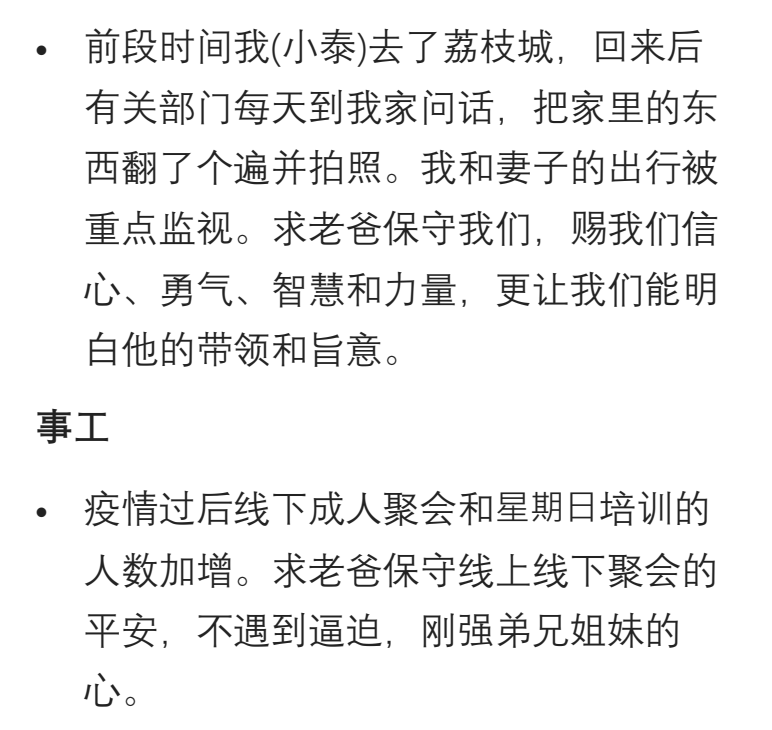 • 前段时间我(小泰)去了荔枝城，回来后
有关部门每天到我家问话，把家里的东
西翻了个遍并拍照。我和妻子的出行被
重点监视。求老爸保守我们，赐我们信
心、勇气、智慧和力量，更让我们能明
白他的带领和旨意。
事工
• 疫情过后线下成人聚会和星期日培训的
人数加增。求老爸保守线上线下聚会的
平安，不遇到逼迫，刚强弟兄姐妹的
心。